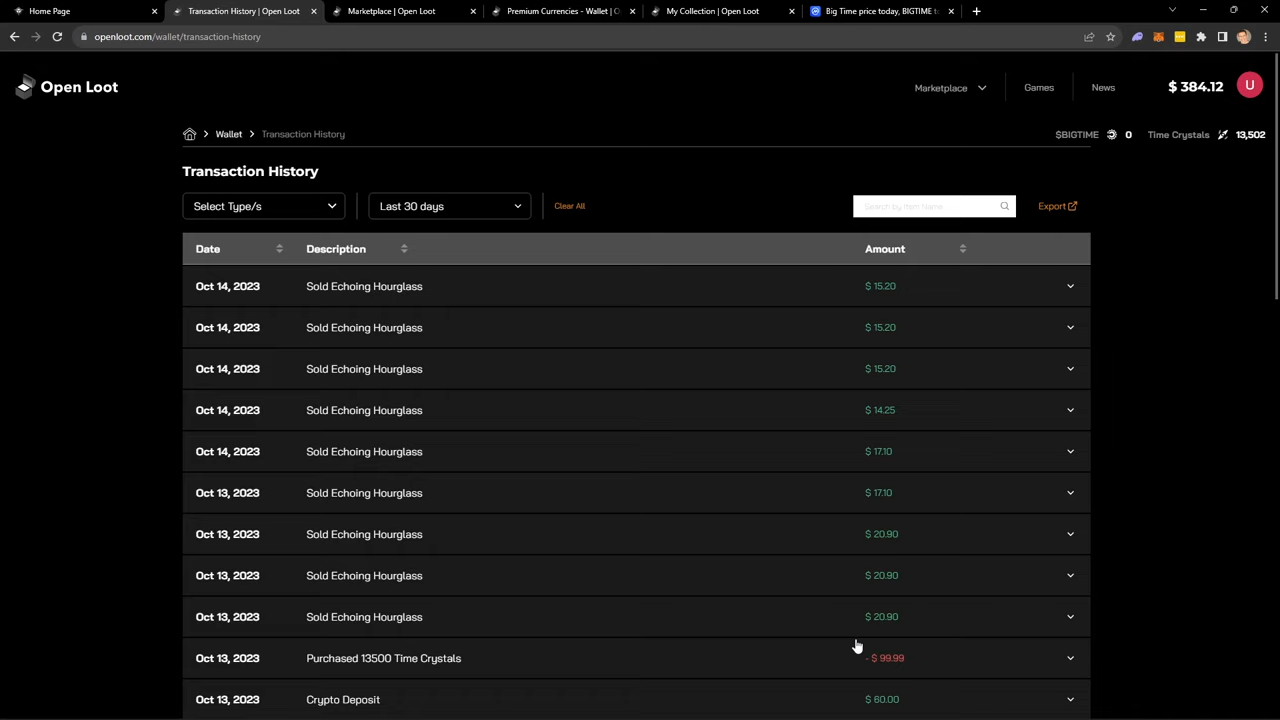 Home Page
Transaction History | Open Loot
Marketplace | Open Loot
Premium Currencies - Wallet | O
My Collection | Open Loot
Big Time price today, BIGTIME to
openloot.com/wallet/transaction-history
Open Loot
Marketplace
Games
News
$ 384.12
U
Wallet
Transaction History
$BIGTIME 0
Time Crystals 13,502
Transaction History
Select Type/s
Last 30 days
Clear All
Search by Item Name
Export
Date Description Amount
Oct 14, 2023 Sold Echoing Hourglass $ 15.20
Oct 14, 2023 Sold Echoing Hourglass $ 15.20
Oct 14, 2023 Sold Echoing Hourglass $ 15.20
Oct 14, 2023 Sold Echoing Hourglass $ 14.25
Oct 14, 2023 Sold Echoing Hourglass $ 17.10
Oct 13, 2023 Sold Echoing Hourglass $ 17.10
Oct 13, 2023 Sold Echoing Hourglass $ 20.90
Oct 13, 2023 Sold Echoing Hourglass $ 20.90
Oct 13, 2023 Sold Echoing Hourglass $ 20.90
Oct 13, 2023 Purchased 13500 Time Crystals - $ 99.99
Oct 13, 2023 Crypto Deposit $ 60.00